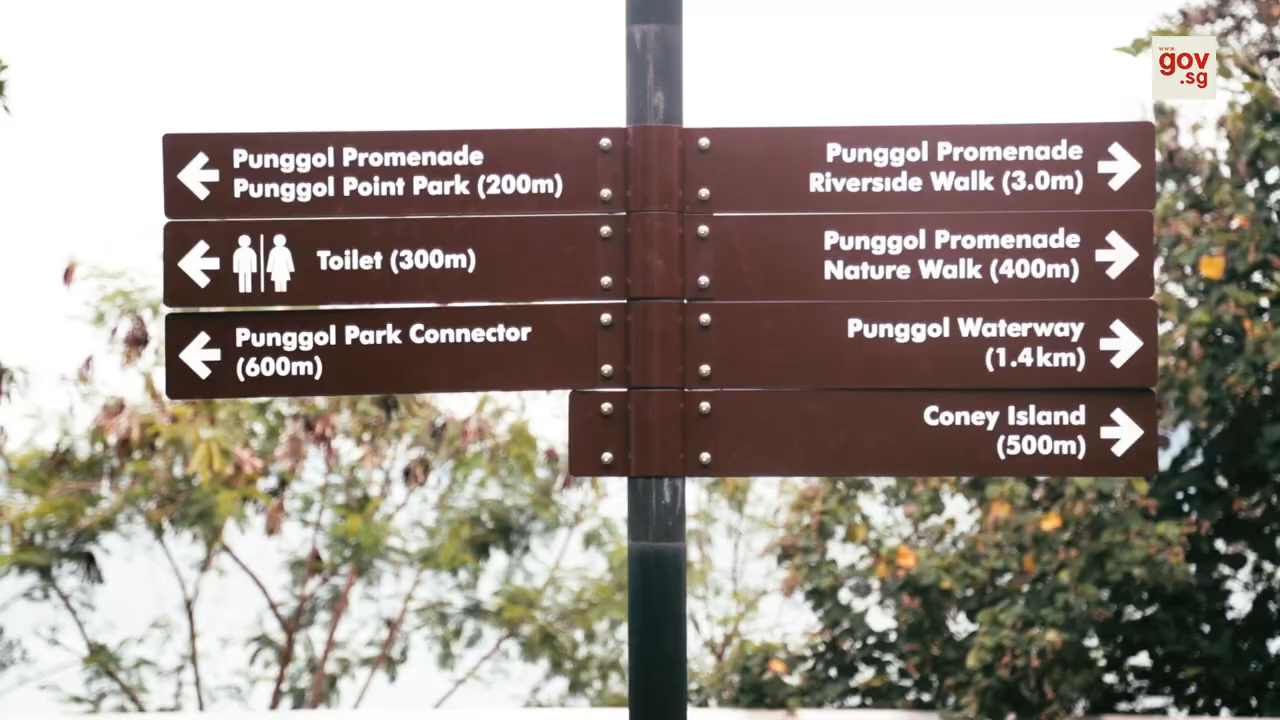 www.
gov
.sg
Punggol Promenade
Punggol Point Park (200m)
Toilet (300m)
Punggol Park Connector
(600m)
Punggol Promenade
Riverside Walk (3.0m)
Punggol Promenade
Nature Walk (400m)
Punggol Waterway
(1.4km)
Coney Island
(500m)